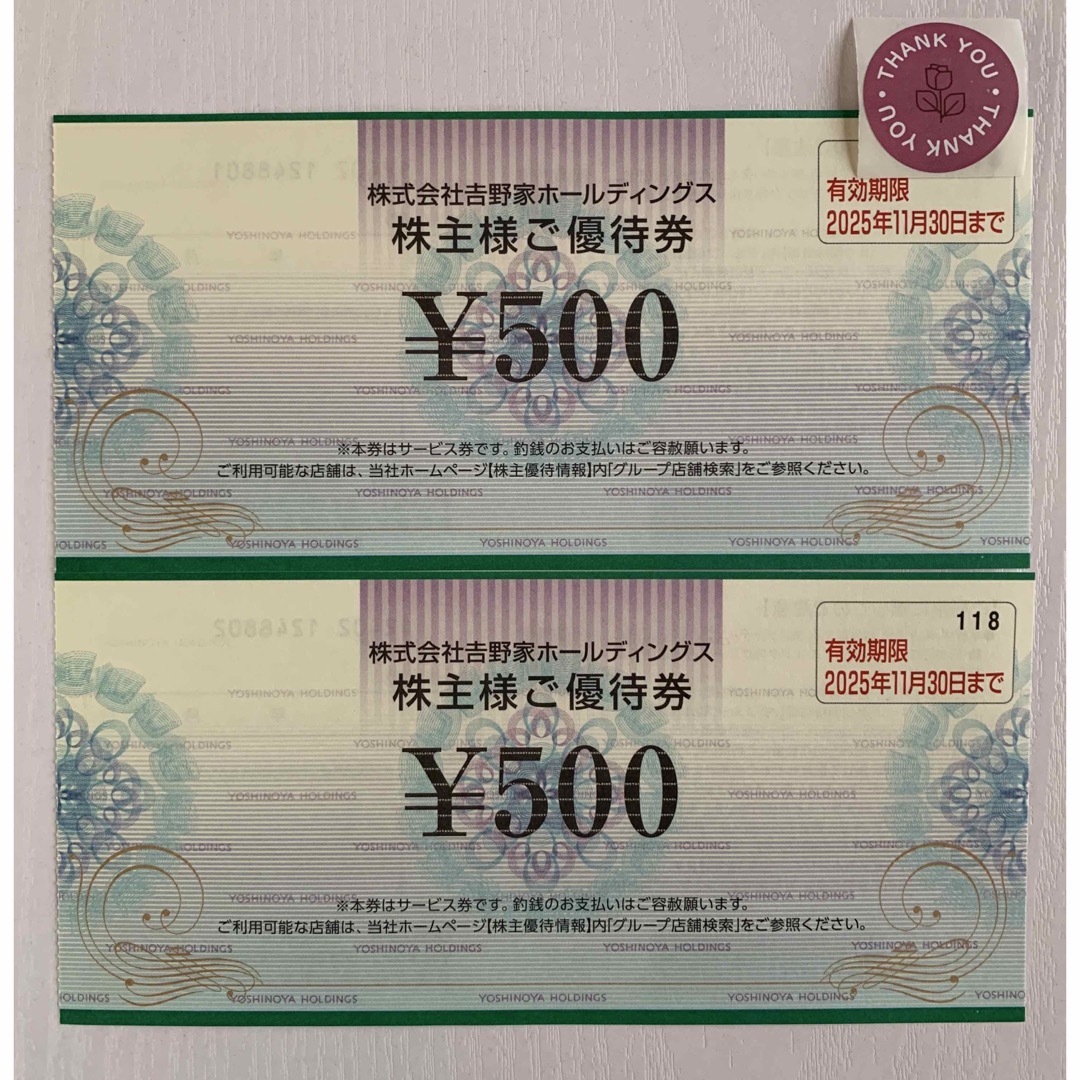 THANK YOU • THANK YOU •
株式会社吉野家ホールディングス
株主様ご優待券
有効期限
2025年11月30日まで
¥500
※本券はサービス券です。釣銭のお支払いはご容赦願います。
ご利用可能な店舗は、当社ホームページ【株主優待情報】内「グループ店舗検索」をご参照ください。
YOSHINOYA HOLDINGS YOSHINOYA HOLDINGS YOSHINOYA HOLDINGS
118
株式会社吉野家ホールディングス
株主様ご優待券
有効期限
2025年11月30日まで
¥500
※本券はサービス券です。釣銭のお支払いはご容赦願います。
ご利用可能な店舗は、当社ホームページ【株主優待情報】内「グループ店舗検索」をご参照ください。
YOSHINOYA HOLDINGS YOSHINOYA HOLDINGS YOSHINOYA HOLDINGS